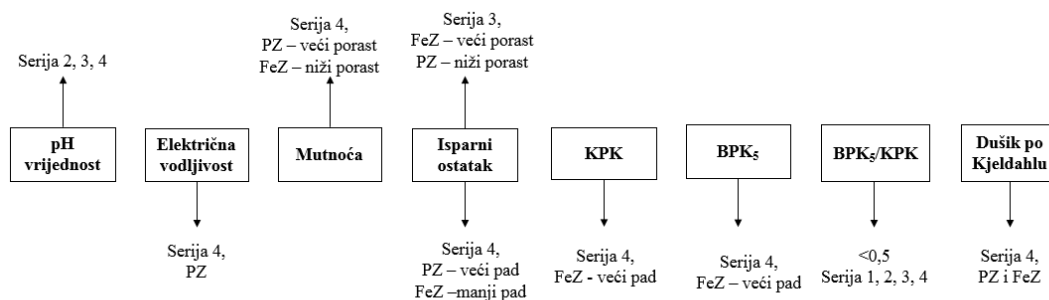 Serija 2, 3, 4
Serija 4,
PZ – veći porast
FeZ – niži porast
Serija 3,
FeZ – veći porast
PZ – niži porast
pH
vrijednost
Električna
vodljivost
Mutnoća
Isparni
ostatak
KPK
BPK₅
BPK₅/KPK
Dušik po
Kjeldahlu
Serija 4,
PZ
Serija 4,
PZ – veći pad
FeZ –manji pad
Serija 4,
FeZ - veći pad
Serija 4,
FeZ – veći pad
<0,5
Serija 1, 2, 3, 4
Serija 4,
PZ i FeZ